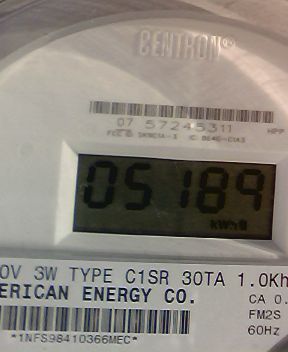 CENTRON®
07 57245311 HPP
05189
kWh
0V 3W TYPE C1SR 30TA 1.0Kh
ERICAN ENERGY CO.
CA 0.
FM2S
60Hz
*1NFS98410366MEC*